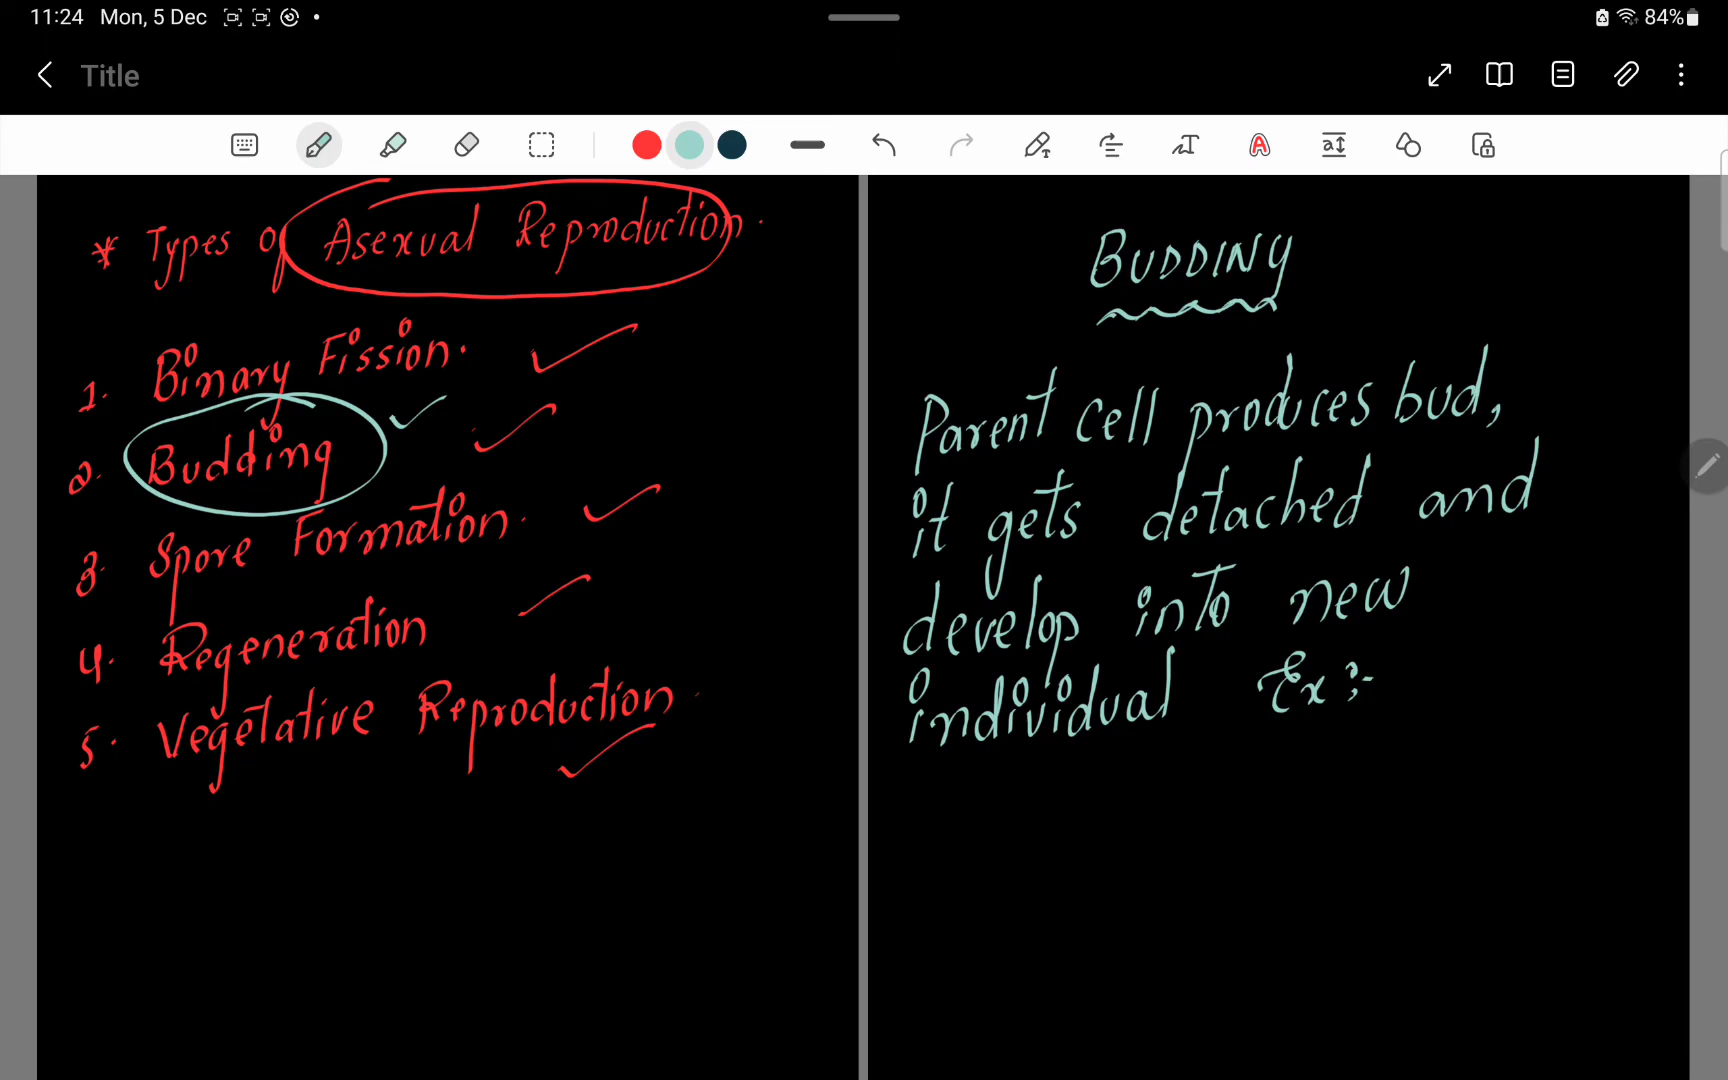 11:24 Mon, 5 Dec
84%
Title
* Types of Asexual Reproduction.
1. Binary Fission.
2. Budding
3. Spore Formation.
4. Regeneration
5. Vegetative Reproduction.
BUDDING
Parent cell produces bud,
it gets detached and
develop into new
individual Ex:-